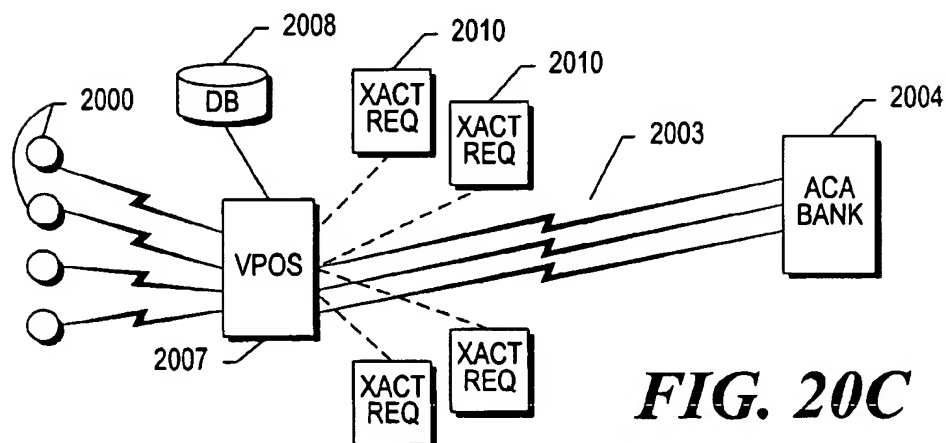 2008
2010
2010
DB
XACT
REQ
XACT
REQ
2000
2003
2004
ACA
BANK
VPOS
2007
XACT
REQ
XACT
REQ
FIG. 20C